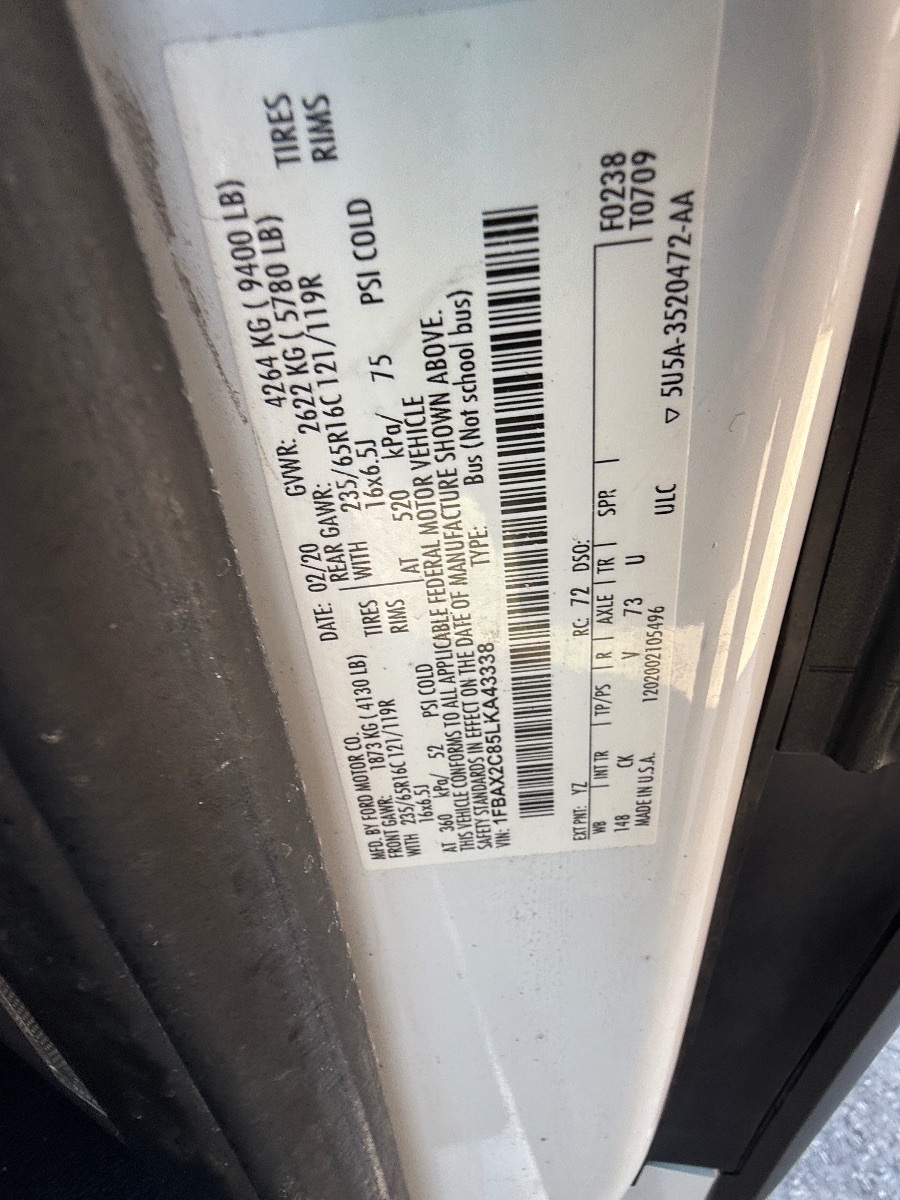 MFD. BY FORD MOTOR CO. DATE: 02/20 GVWR: 4264 KG ( 9400 LB)
FRONT GAWR: 1873 KG ( 4130 LB) REAR GAWR: 2622 KG ( 5780 LB)
WITH 235/65R16C 121/119R TIRES WITH 235/65R16C 121/119R TIRES
16x6.5J RIMS 16x6.5J RIMS
AT 360 kPa/ 52 PSI COLD AT 520 kPa/ 75 PSI COLD
THIS VEHICLE CONFORMS TO ALL APPLICABLE FEDERAL MOTOR VEHICLE
SAFETY STANDARDS IN EFFECT ON THE DATE OF MANUFACTURE SHOWN ABOVE.
VIN: 1FBAX2C85LKA43338 TYPE: Bus (Not school bus)
EXT PNT: YZ RC: 72 DSO:
WB INT TR TP/PS R AXLE TR SPR F0238
148 CK V 73 U T0709
MADE IN U.S.A. 1202002105496 ULC ▽ 5U5A-3520472-AA